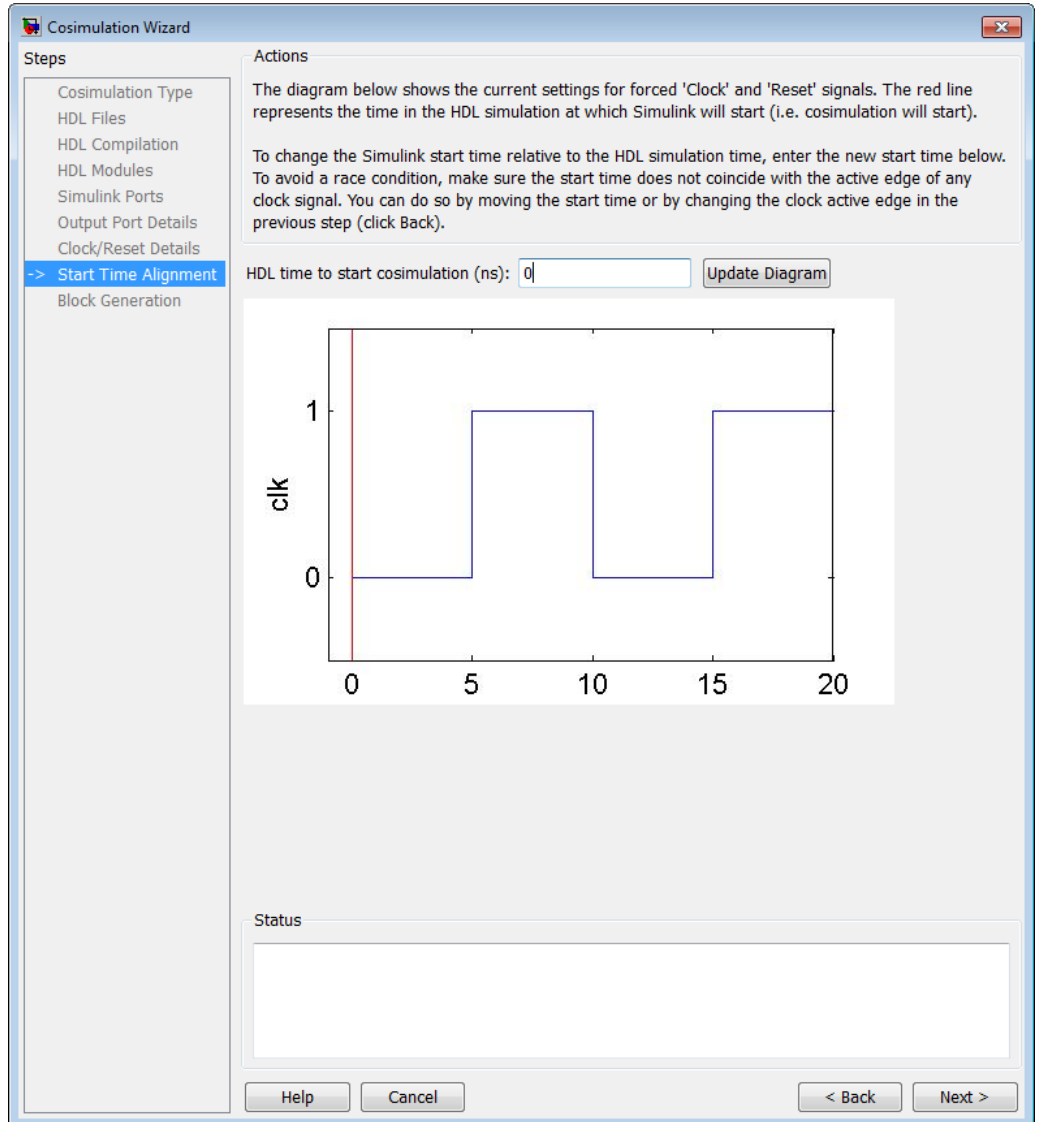 Cosimulation Wizard
Steps
Cosimulation Type
HDL Files
HDL Compilation
HDL Modules
Simulink Ports
Output Port Details
Clock/Reset Details
-> Start Time Alignment
Block Generation
Actions
The diagram below shows the current settings for forced 'Clock' and 'Reset' signals. The red line
represents the time in the HDL simulation at which Simulink will start (i.e. cosimulation will start).
To change the Simulink start time relative to the HDL simulation time, enter the new start time below.
To avoid a race condition, make sure the start time does not coincide with the active edge of any
clock signal. You can do so by moving the start time or by changing the clock active edge in the
previous step (click Back).
HDL time to start cosimulation (ns): 0 Update Diagram
1
clk
0
0 5 10 15 20
Status
Help Cancel < Back Next >